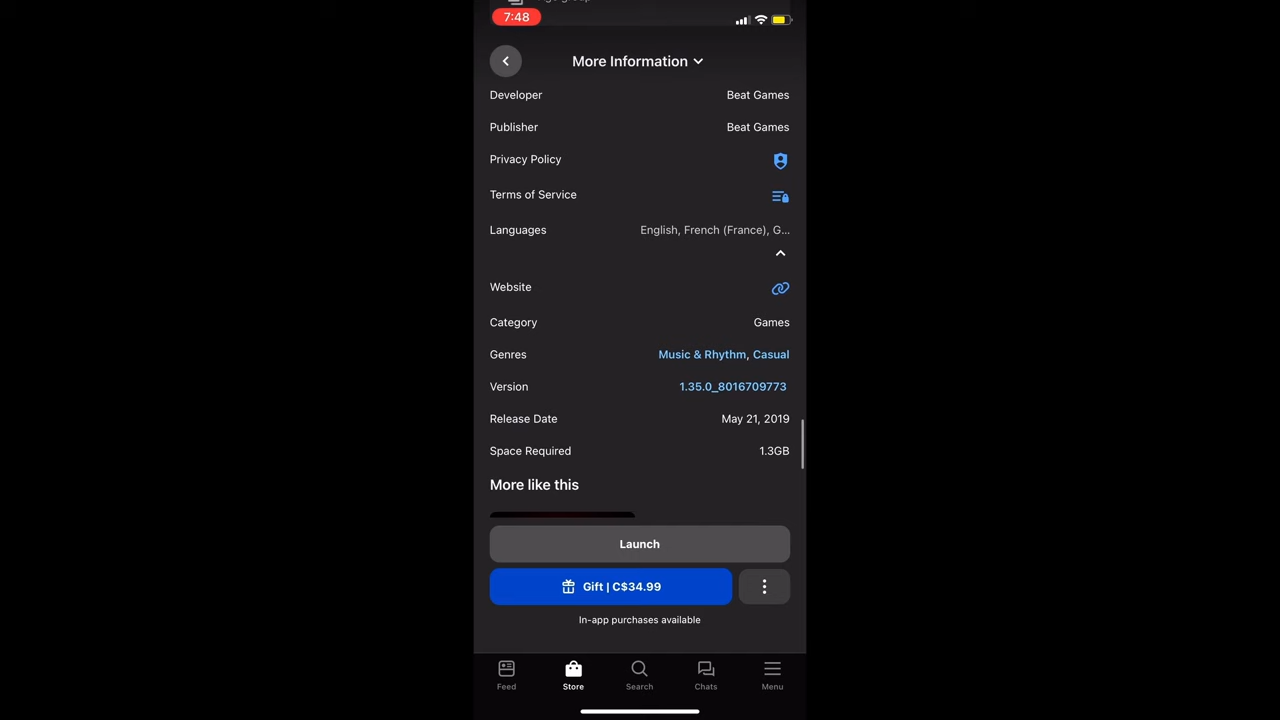 7:48
More Information
Developer Beat Games
Publisher Beat Games
Privacy Policy
Terms of Service
Languages English, French (France), G...
Website
Category Games
Genres Music & Rhythm, Casual
Version 1.35.0_8016709773
Release Date May 21, 2019
Space Required 1.3GB
More like this
Launch
Gift | C$34.99
In-app purchases available
Feed Store Search Chats Menu